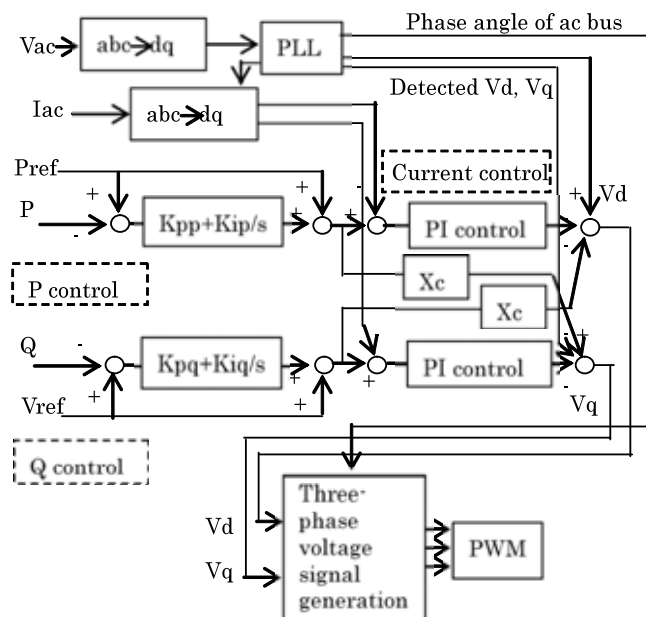 Phase angle of ac bus
Vac
abc→dq
PLL
Detected Vd, Vq
Iac
abc→dq
Pref
Current control
+
+
-
+
Vd
P
-
Kpp+Kip/s
+
+
PI control
-
-
P control
Xc
Xc
Q
-
Kpq+Kiq/s
+
+
PI control
+
-
Vref
+
+
Vq
Q control
Vd
Vq
Three-
phase
voltage
signal
generation
PWM